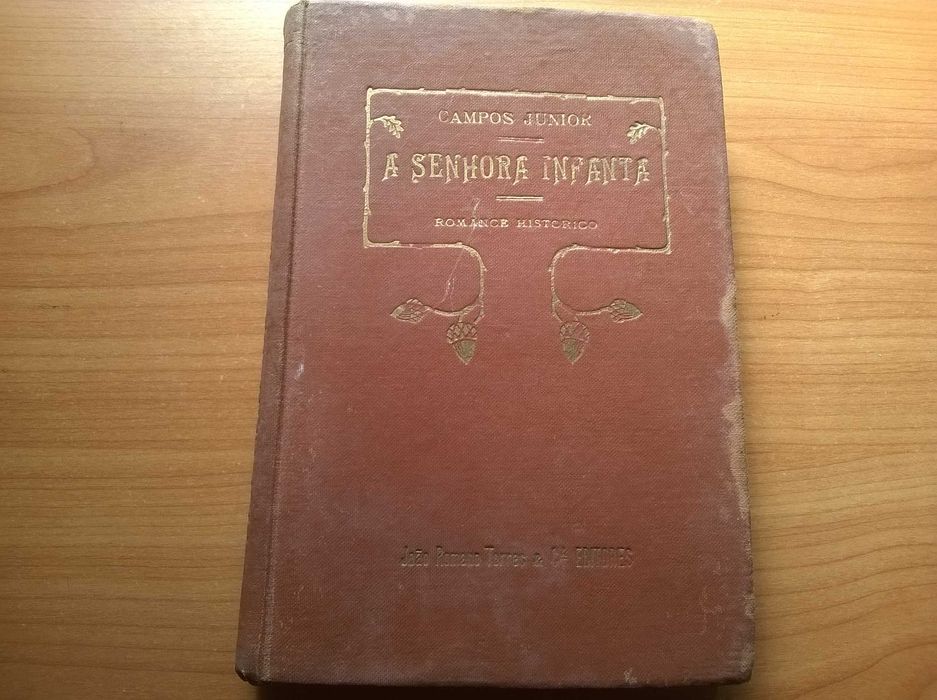 CAMPOS JUNIOR
A SENHORA INFANTA
ROMANCE HISTORICO
João Romano Torres & Cª EDITORES